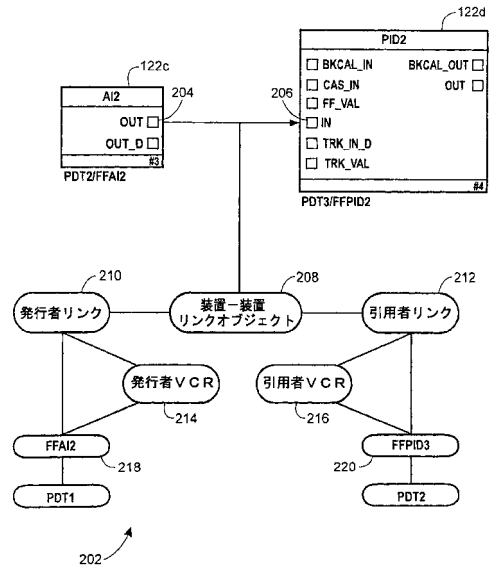 122c
122d
AI2
204
OUT
OUT_D
#3
PDT2/FFAI2
PID2
206
BKCAL_IN
BKCAL_OUT
CAS_IN
OUT
FF_VAL
IN
TRK_IN_D
TRK_VAL
#4
PDT3/FFPID2
210
208
212
発行者リンク
装置－装置
リンクオブジェクト
引用者リンク
発行者VCR
引用者VCR
214
216
FFAI2
FFPID3
218
220
PDT1
PDT2
202